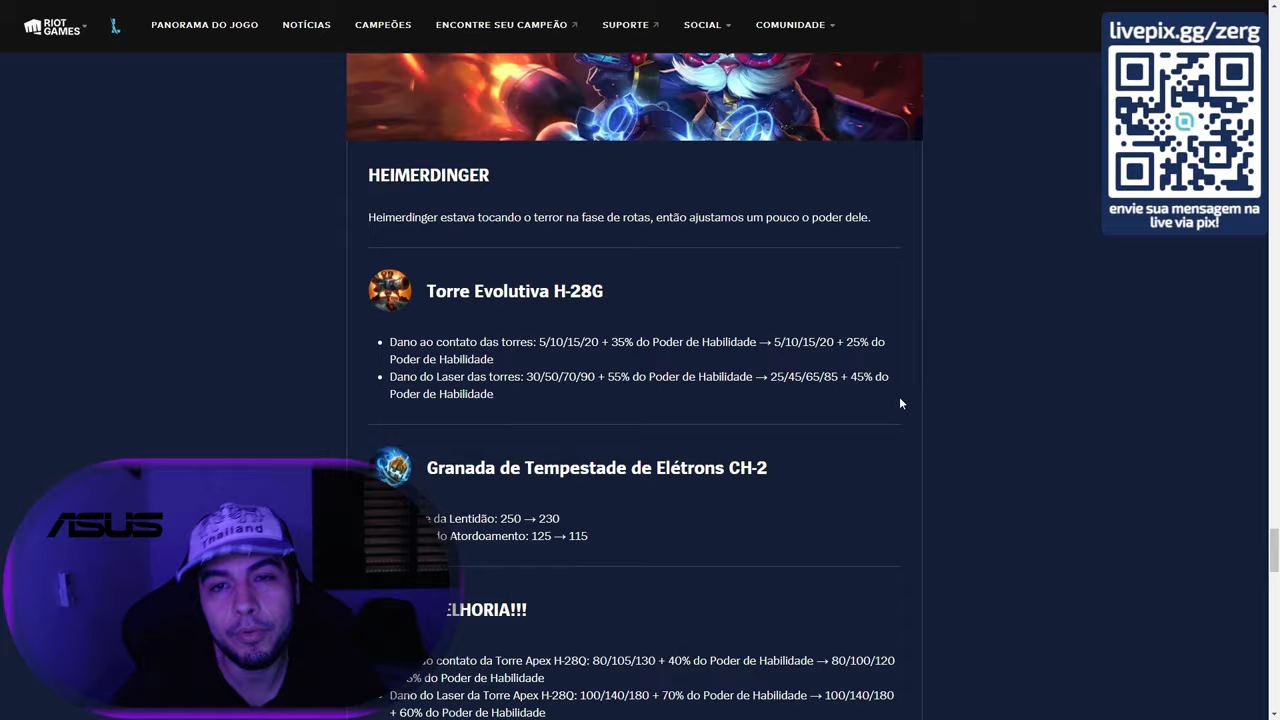 RIOT
GAMES
PANORAMA DO JOGO
NOTÍCIAS
CAMPEÕES
ENCONTRE SEU CAMPEÃO
SUPORTE
SOCIAL
COMUNIDADE
livepix.gg/zerg
envie sua mensagem na
live via pix!
HEIMERDINGER
Heimerdinger estava tocando o terror na fase de rotas, então ajustamos um pouco o poder dele.
Torre Evolutiva H-28G
Dano ao contato das torres: 5/10/15/20 + 35% do Poder de Habilidade → 5/10/15/20 + 25% do
Poder de Habilidade
Dano do Laser das torres: 30/50/70/90 + 55% do Poder de Habilidade → 25/45/65/85 + 45% do
Poder de Habilidade
Granada de Tempestade de Elétrons CH-2
da Lentidão: 250 → 230
do Atordoamento: 125 → 115
ELHORIA!!!
ao contato da Torre Apex H-28Q: 80/105/130 + 40% do Poder de Habilidade → 80/100/120
% do Poder de Habilidade
Dano do Laser da Torre Apex H-28Q: 100/140/180 + 70% do Poder de Habilidade → 100/140/180
+ 60% do Poder de Habilidade
ASUS
Thailand